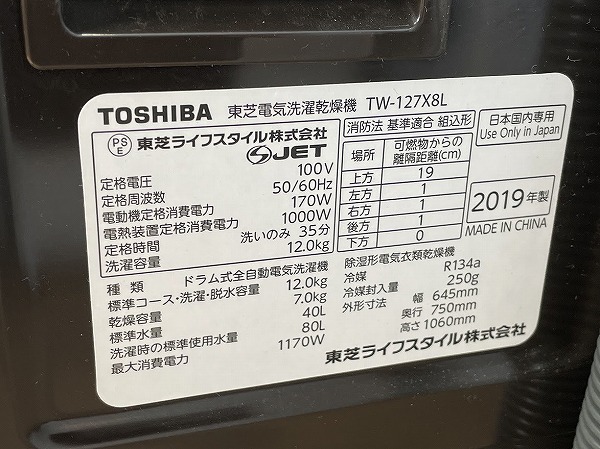 TOSHIBA 東芝電気洗濯乾燥機 TW-127X8L
PS E 東芝ライフスタイル株式会社
JET
定格電圧 100V
定格周波数 50/60Hz
電動機定格消費電力 170W
電熱装置定格消費電力 1000W
定格時間 洗いのみ 35分
洗濯容量 12.0kg
種類 ドラム式全自動電気洗濯機
標準コース・洗濯・脱水容量 12.0kg
乾燥容量 7.0kg
標準水量 40L
洗濯時の標準使用水量 80L
最大消費電力 1170W
消防法 基準適合 組込形
場所 可燃物からの離隔距離(cm)
上方 19
左方 1
右方 1
後方 1
下方 0
除湿形電気衣類乾燥機
冷媒 R134a
冷媒封入量 250g
外形寸法 幅 645mm
奥行 750mm
高さ 1060mm
東芝ライフスタイル株式会社
日本国内専用
Use Only in Japan
2019年製
MADE IN CHINA